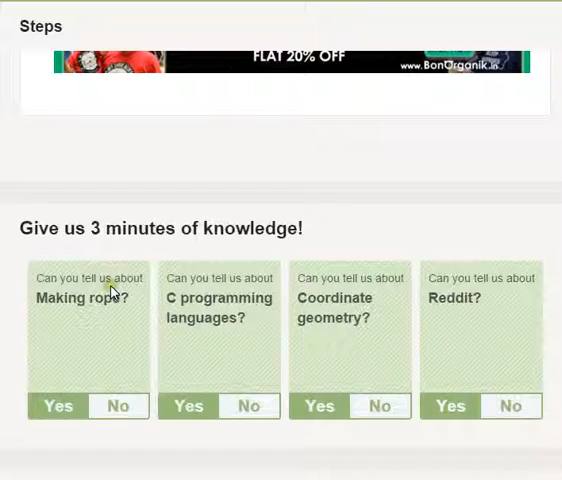 Steps
FLAT 20% OFF
www.BonOrganik.in
Give us 3 minutes of knowledge!
Can you tell us about
Making rope?
Yes No
Can you tell us about
C programming
languages?
Yes No
Can you tell us about
Coordinate
geometry?
Yes No
Can you tell us about
Reddit?
Yes No